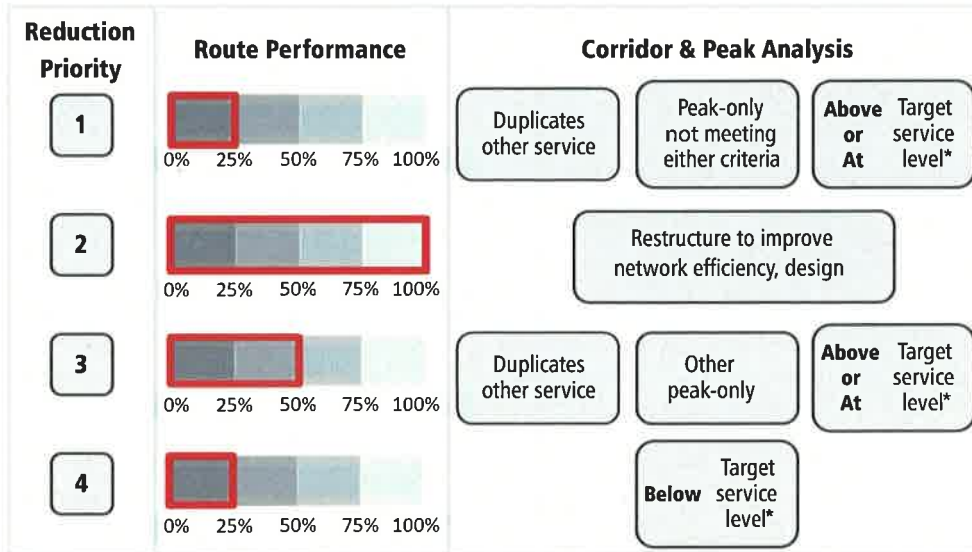 Reduction
Priority
Route Performance
Corridor & Peak Analysis
1
0% 25% 50% 75% 100%
Duplicates
other service
Peak-only
not meeting
either criteria
Above
or
At
Target
service
level*
2
0% 25% 50% 75% 100%
Restructure to improve
network efficiency, design
3
0% 25% 50% 75% 100%
Duplicates
other service
Other
peak-only
Above
or
At
Target
service
level*
4
0% 25% 50% 75% 100%
Below
Target
service
level*